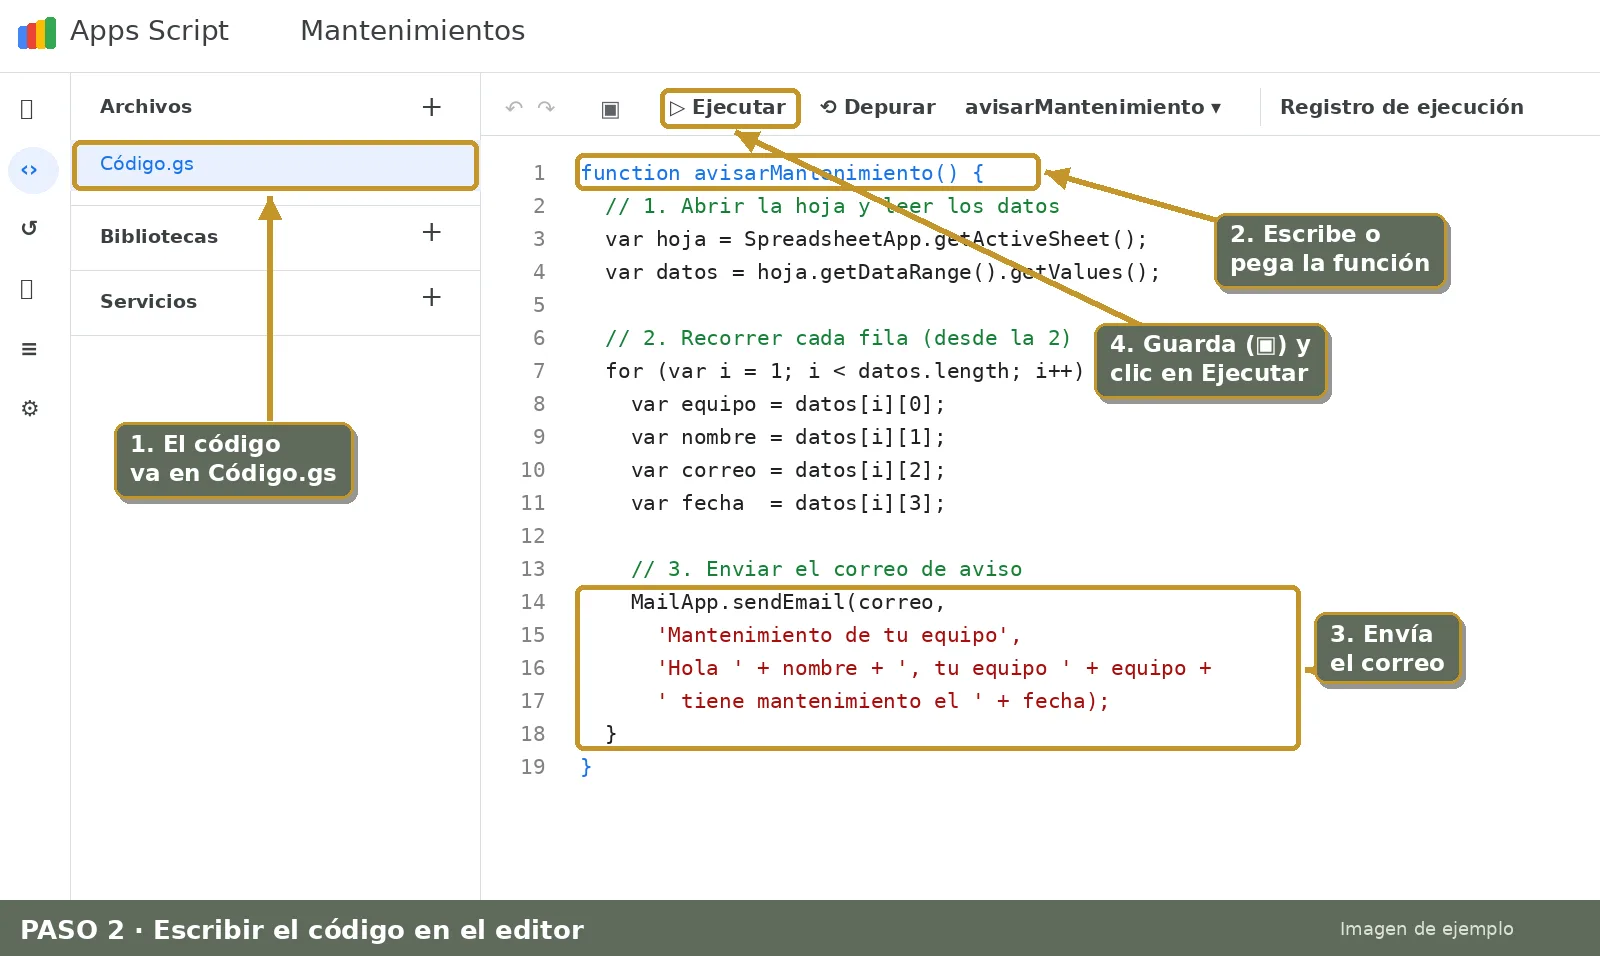 Apps Script Mantenimientos
Archivos +
Código.gs
Bibliotecas +
Servicios +
Ejecutar Depurar avisarMantenimiento ▾ Registro de ejecución
1 function avisarMantenimiento() {
2 // 1. Abrir la hoja y leer los datos
3 var hoja = SpreadsheetApp.getActiveSheet();
4 var datos = hoja.getDataRange().getValues();
5
6 // 2. Recorrer cada fila (desde la 2)
7 for (var i = 1; i < datos.length; i++)
8 var equipo = datos[i][0];
9 var nombre = datos[i][1];
10 var correo = datos[i][2];
11 var fecha  = datos[i][3];
12
13 // 3. Enviar el correo de aviso
14 MailApp.sendEmail(correo,
15 'Mantenimiento de tu equipo',
16 'Hola ' + nombre + ', tu equipo ' + equipo +
17 ' tiene mantenimiento el ' + fecha);
18 }
19 }
1. El código
va en Código.gs
2. Escribe o
pega la función
4. Guarda (▣) y
clic en Ejecutar
3. Envía
el correo
PASO 2 · Escribir el código en el editor
Imagen de ejemplo